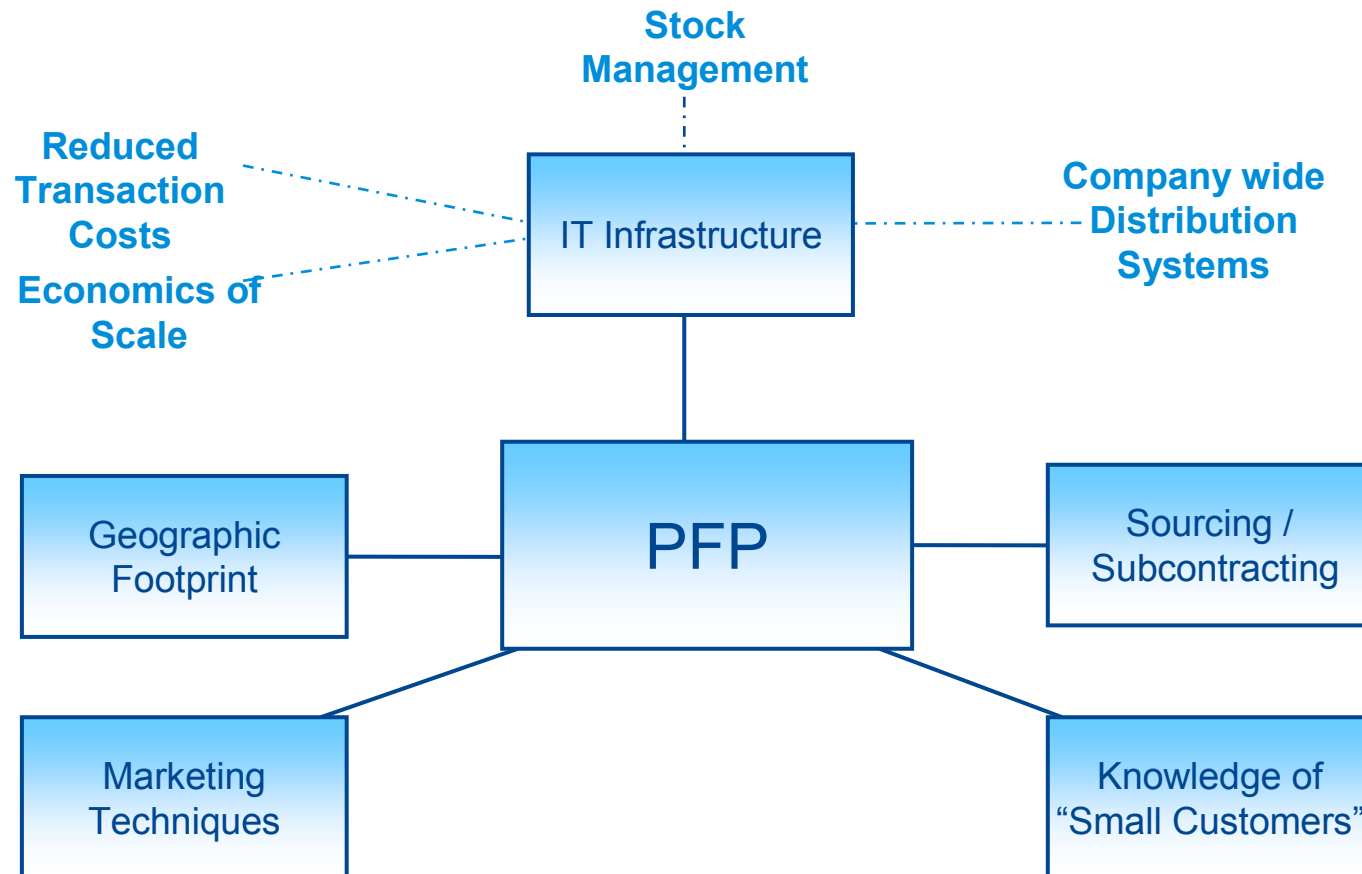 Stock
Management
Reduced
Transaction
Costs
Economics of
Scale
IT Infrastructure
Company wide
Distribution
Systems
Geographic
Footprint
PFP
Sourcing /
Subcontracting
Marketing
Techniques
Knowledge of
“Small Customers”